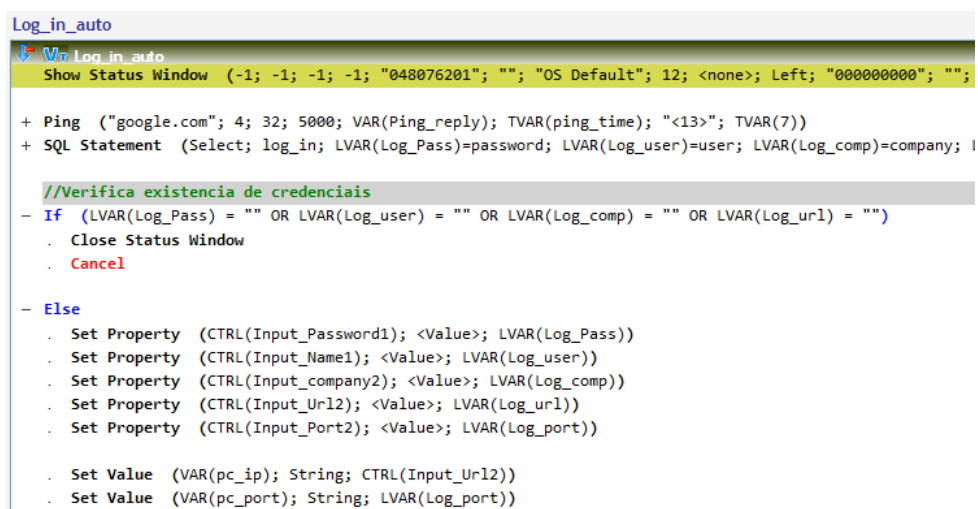 Log_in_auto
Log_in_auto
Show Status Window (-1; -1; -1; -1; "048076201"; ""; "OS Default"; 12; <none>; Left; "000000000"; "";
+ Ping ("google.com"; 4; 32; 5000; VAR(Ping_reply); TVAR(ping_time); "<13>"; TVAR(7))
+ SQL Statement (Select; log_in; LVAR(Log_Pass)=password; LVAR(Log_user)=user; LVAR(Log_comp)=company;
//Verifica existencia de credenciais
– If (LVAR(Log_Pass) = "" OR LVAR(Log_user) = "" OR LVAR(Log_comp) = "" OR LVAR(Log_url) = "")
. Close Status Window
. Cancel
– Else
. Set Property (CTRL(Input_Password1); <Value>; LVAR(Log_Pass))
. Set Property (CTRL(Input_Name1); <Value>; LVAR(Log_user))
. Set Property (CTRL(Input_company2); <Value>; LVAR(Log_comp))
. Set Property (CTRL(Input_Url2); <Value>; LVAR(Log_url))
. Set Property (CTRL(Input_Port2); <Value>; LVAR(Log_port))
. Set Value (VAR(pc_ip); String; CTRL(Input_Url2))
. Set Value (VAR(pc_port); String; LVAR(Log_port))